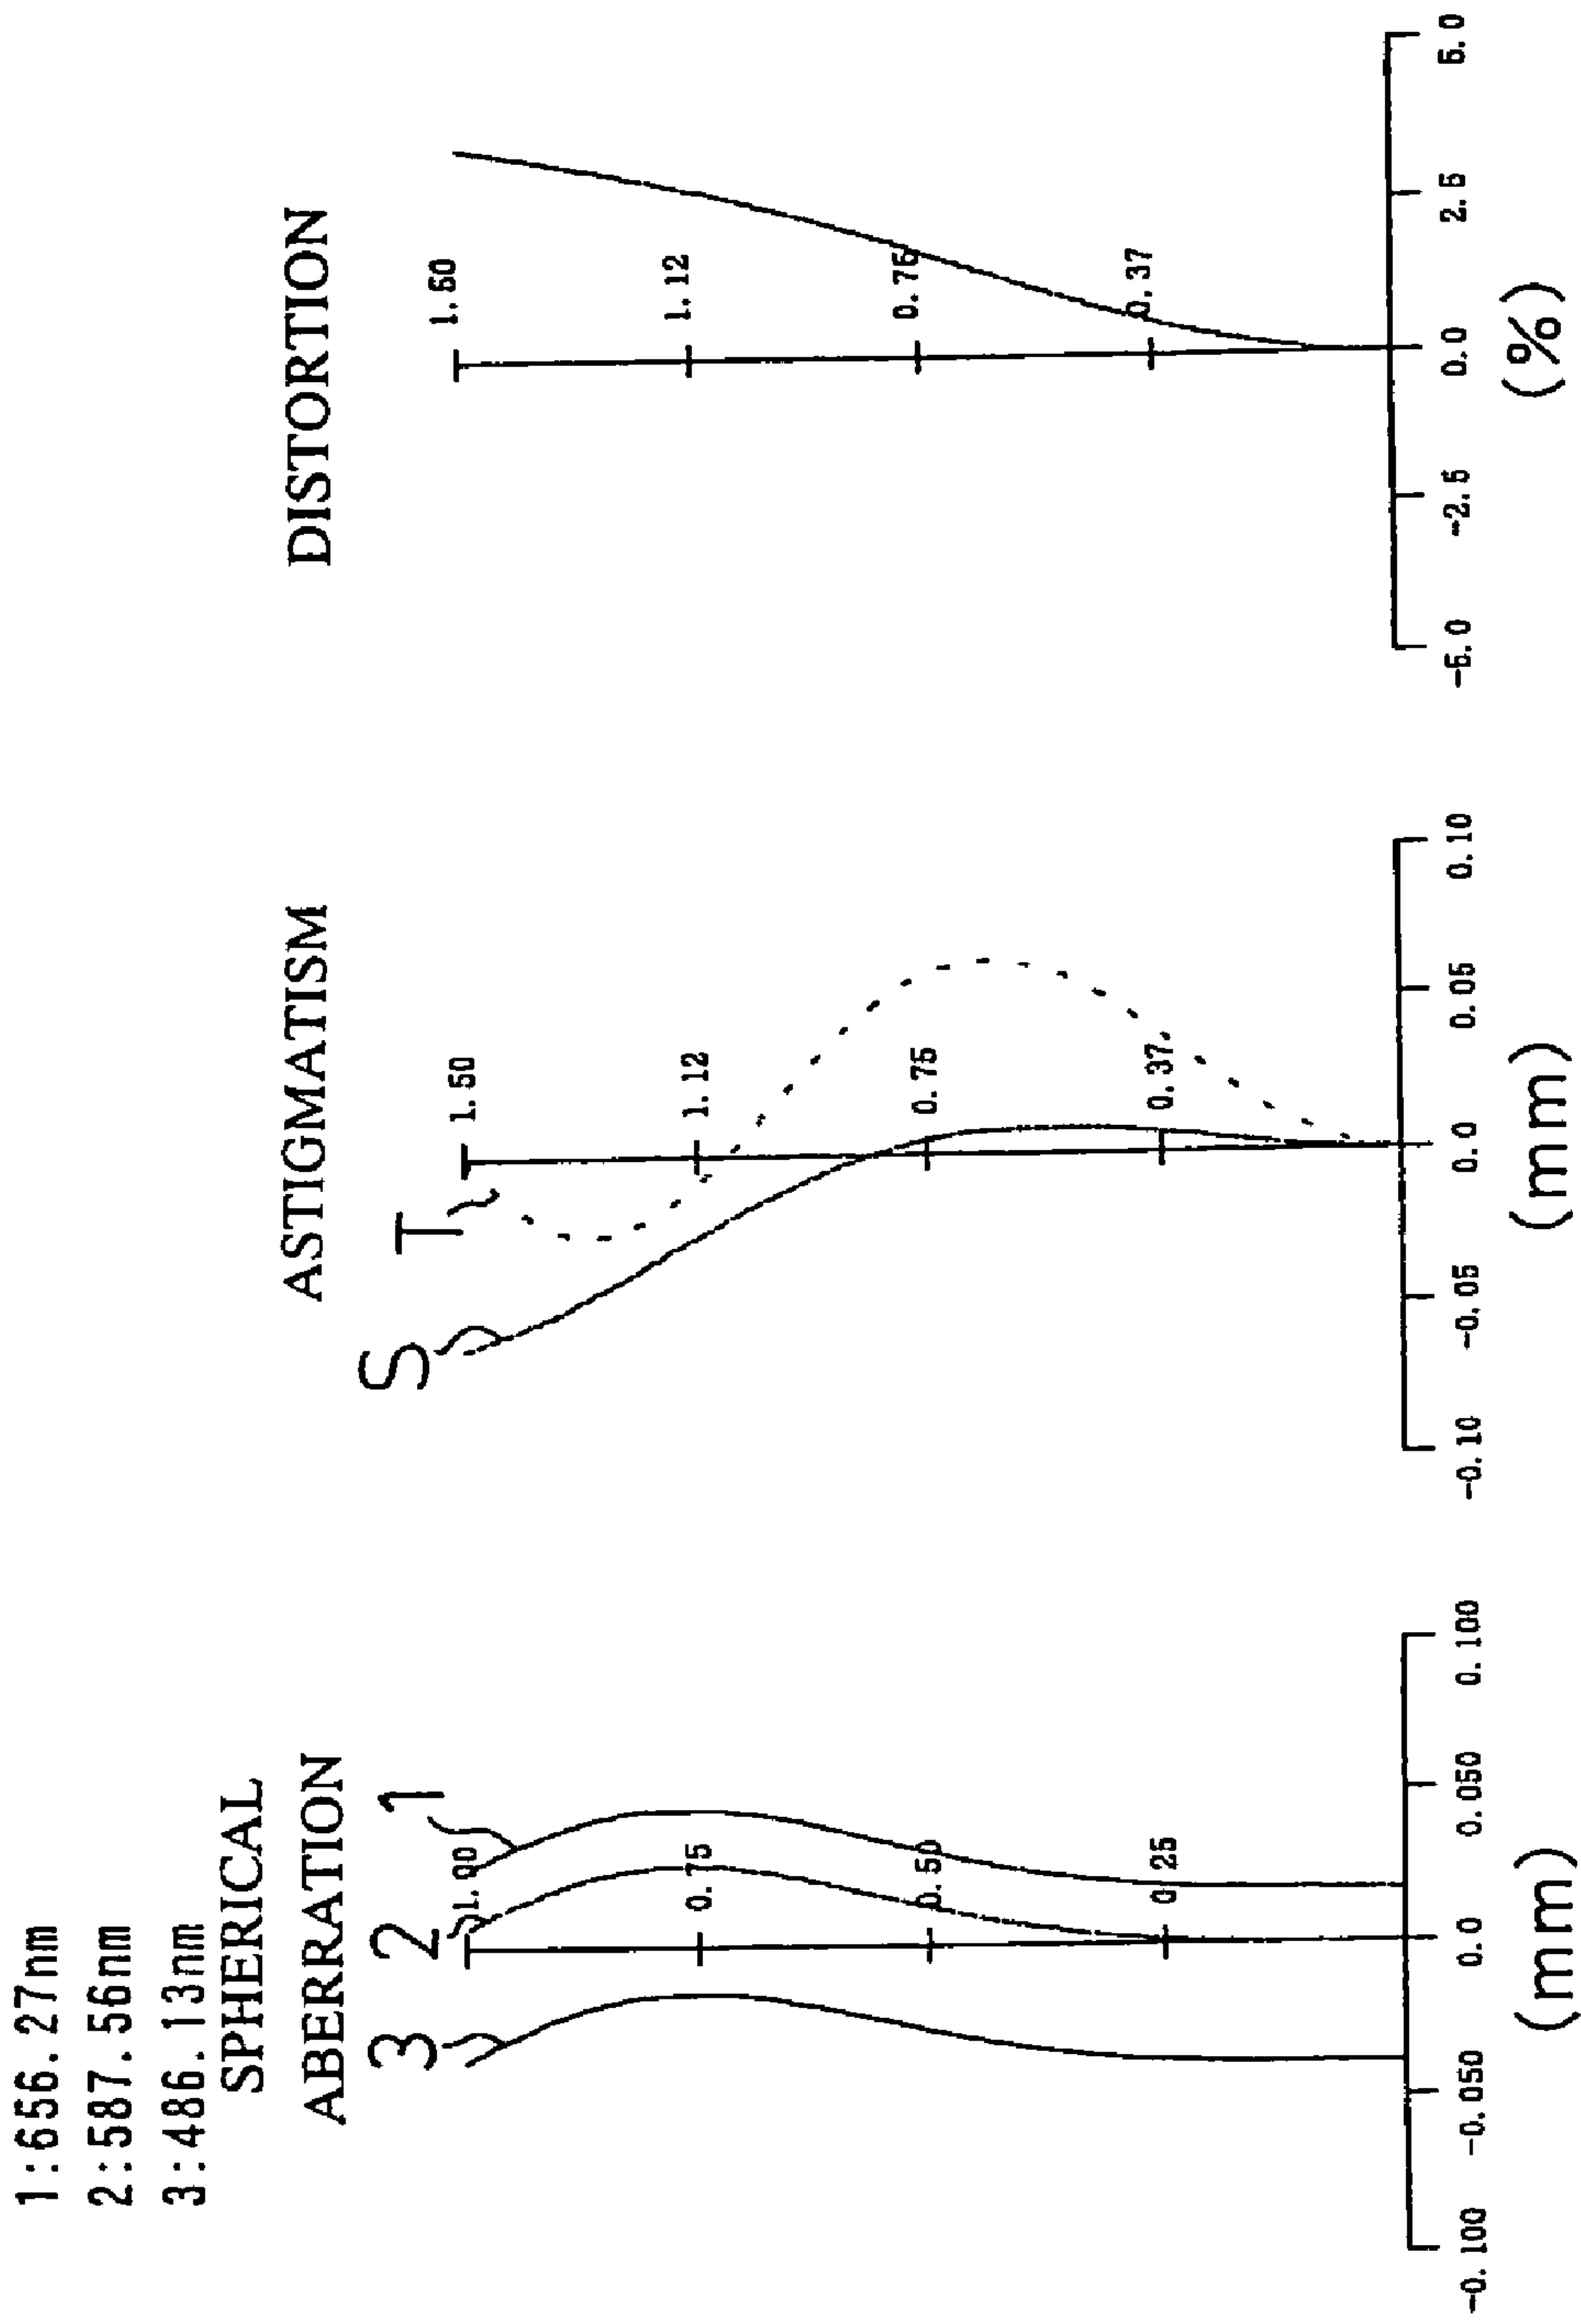 1:656.27nm
2:587.56nm
3:486.13nm
SPHERICAL
ABERRATION
3
2
1
1.00
0.75
0.50
0.25
-0.100
-0.050
0.0
0.050
0.100
(mm)
ASTIGMATISM
S
T
1.50
1.12
0.75
0.37
-0.10
-0.05
0.0
0.05
0.10
(mm)
DISTORTION
1.50
1.12
0.75
0.37
-5.0
-2.5
0.0
2.5
5.0
(%)